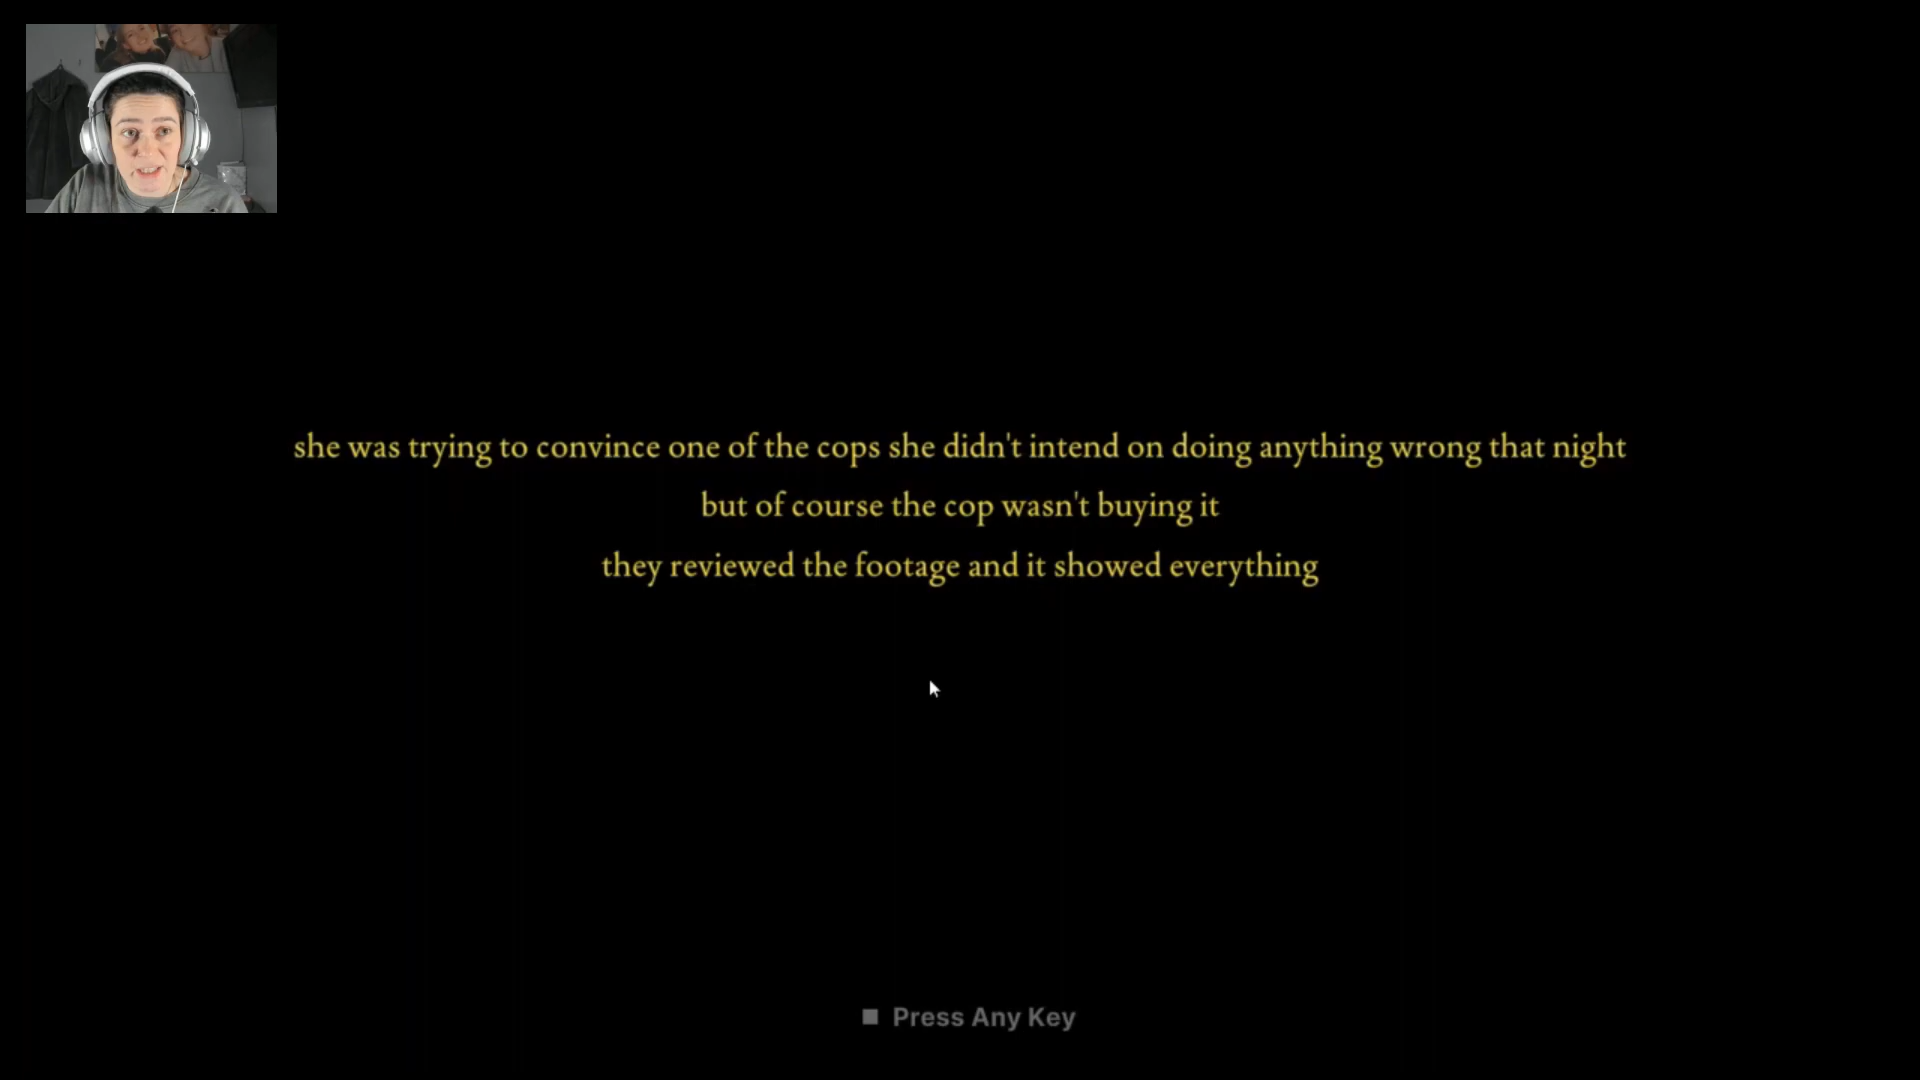 she was trying to convince one of the cops she didn't intend on doing anything wrong that night
but of course the cop wasn't buying it
they reviewed the footage and it showed everything
Press Any Key